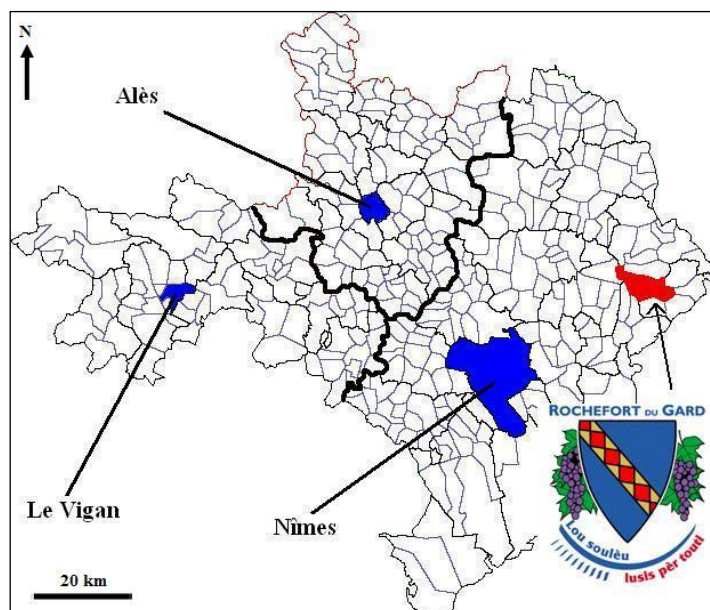 N
Alès
ROCHEFORT DU GARD
Le Vigan
Nîmes
Lou soulèu
lusis pèr touti
20 km